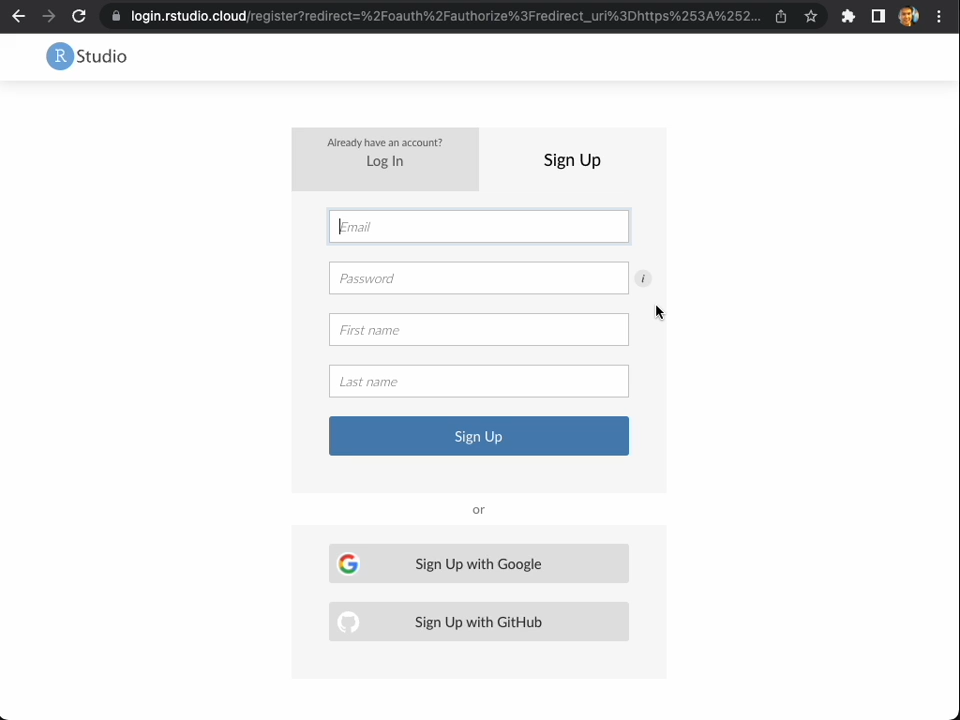 login.rstudio.cloud/register?redirect=%2Foauth%2Fauthorize%3Fredirect_uri%3Dhttps%253A%252...
R Studio
Already have an account?
Log In
Sign Up
Email
Password
i
First name
Last name
Sign Up
or
Sign Up with Google
Sign Up with GitHub